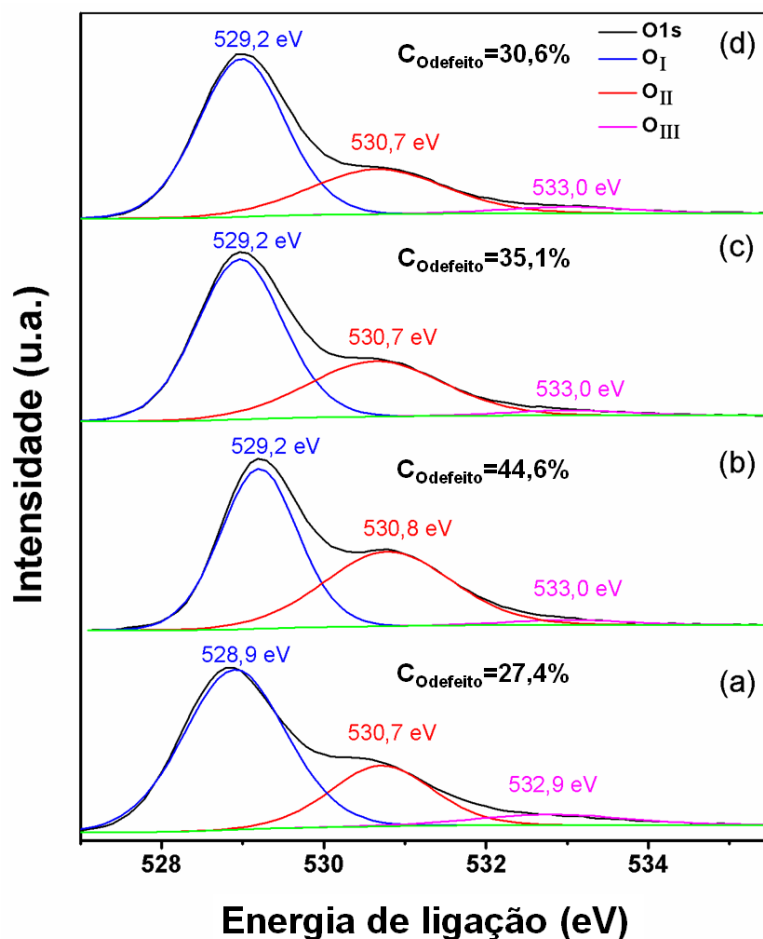 529,2 eV
C_Odefeito=30,6%
O1s
O_I
O_II
O_III
(d)
530,7 eV
533,0 eV
529,2 eV
C_Odefeito=35,1%
(c)
530,7 eV
533,0 eV
529,2 eV
C_Odefeito=44,6%
(b)
530,8 eV
533,0 eV
528,9 eV
C_Odefeito=27,4%
(a)
530,7 eV
532,9 eV
528 530 532 534
Energia de ligação (eV)
Intensidade (u.a.)